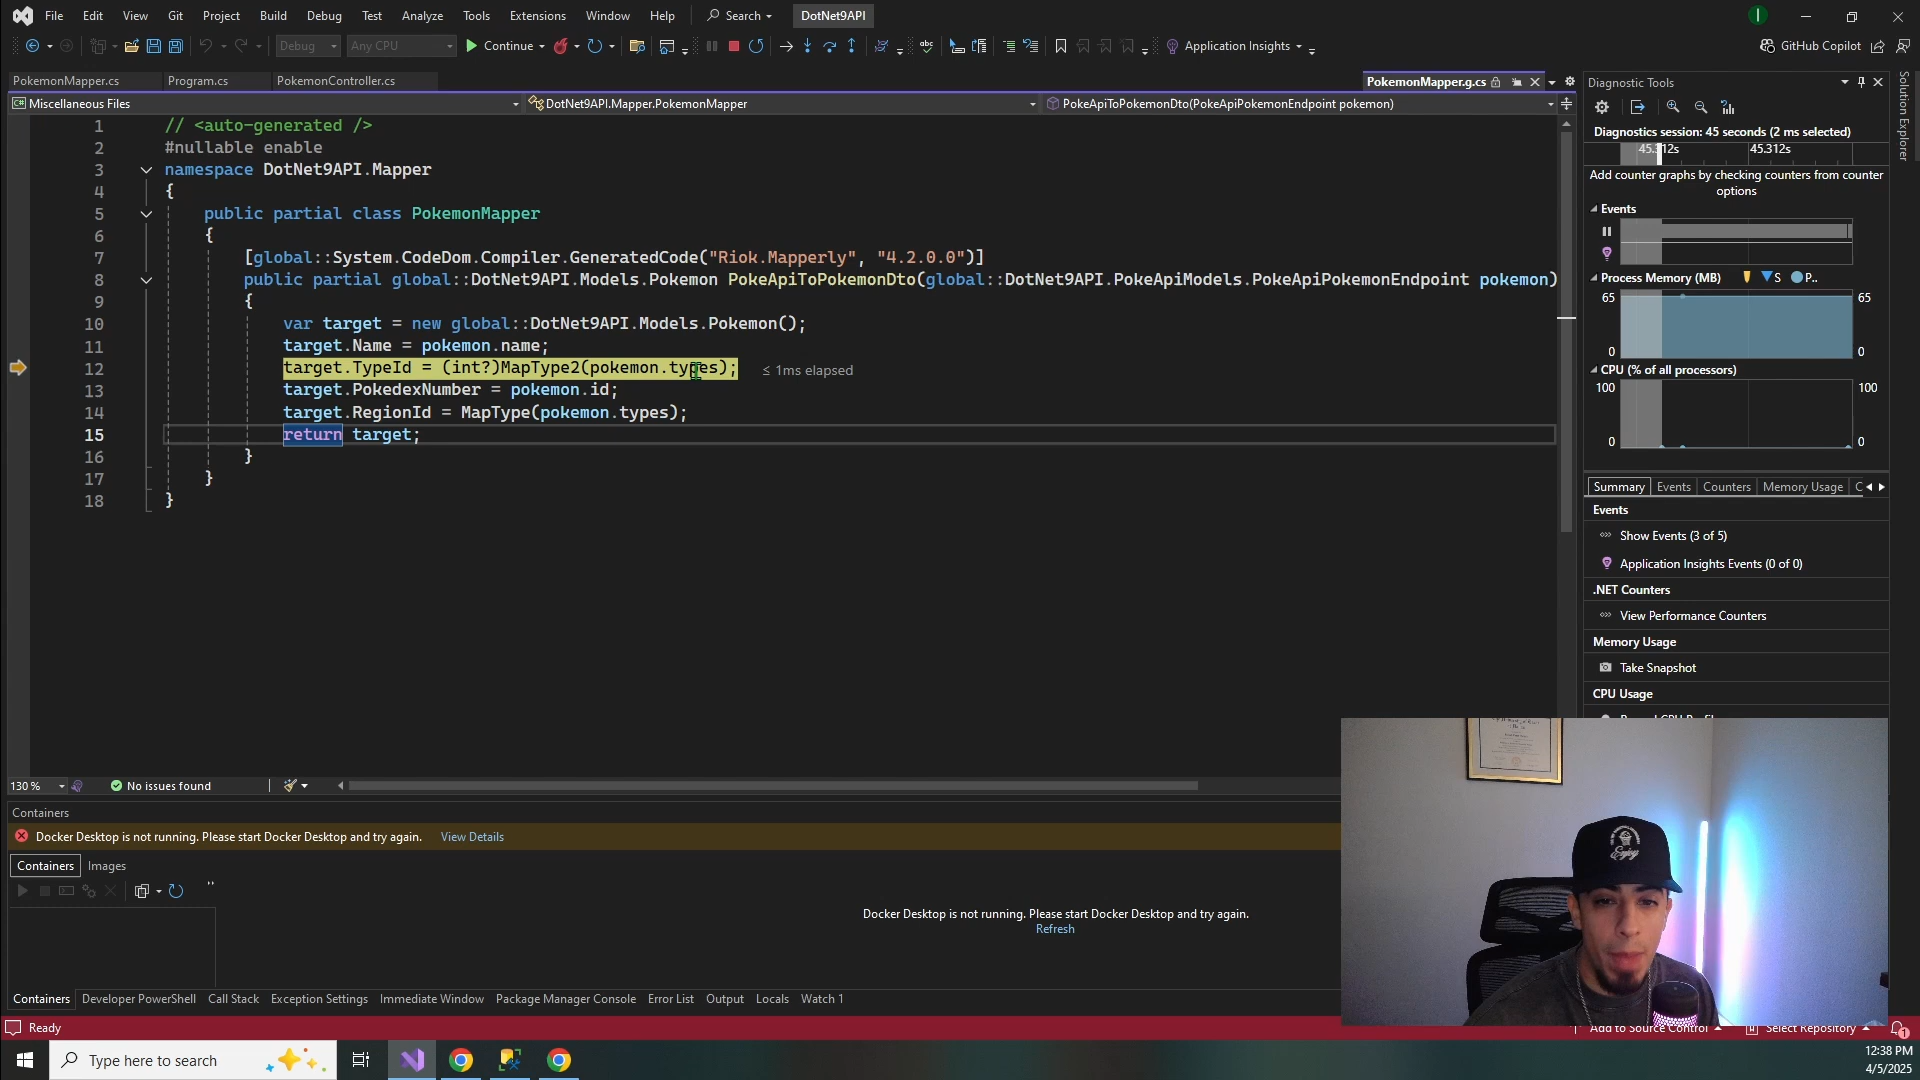 File Edit View Git Project Build Debug Test Analyze Tools Extensions Window Help Search DotNet9API
Debug Any CPU Continue Application Insights GitHub Copilot
PokemonMapper.cs Program.cs PokemonController.cs PokemonMapper.g.cs
Miscellaneous Files DotNet9API.Mapper.PokemonMapper PokeApiToPokemonDto(PokeApiPokemonEndpoint pokemon)
1 // <auto-generated />
2 #nullable enable
3 namespace DotNet9API.Mapper
4 {
5 public partial class PokemonMapper
6 {
7 [global::System.CodeDom.Compiler.GeneratedCode("Riok.Mapperly", "4.2.0.0")]
8 public partial global::DotNet9API.Models.Pokemon PokeApiToPokemonDto(global::DotNet9API.PokeApiModels.PokeApiPokemonEndpoint pokemon)
9 {
10 var target = new global::DotNet9API.Models.Pokemon();
11 target.Name = pokemon.name;
12 target.TypeId = (int?)MapType2(pokemon.types); ≤ 1ms elapsed
13 target.PokedexNumber = pokemon.id;
14 target.RegionId = MapType(pokemon.types);
15 return target;
16 }
17 }
18 }
130 % No issues found
Diagnostic Tools
Diagnostics session: 45 seconds (2 ms selected)
45.312s 45.312s
Add counter graphs by checking counters from counter
options
Events
Process Memory (MB) S P..
65 65
0 0
CPU (% of all processors)
100 100
0 0
Summary Events Counters Memory Usage C
Events
Show Events (3 of 5)
Application Insights Events (0 of 0)
.NET Counters
View Performance Counters
Memory Usage
Take Snapshot
CPU Usage
Solution Explorer
Containers
Docker Desktop is not running. Please start Docker Desktop and try again. View Details
Containers Images
Docker Desktop is not running. Please start Docker Desktop and try again.
Refresh
Containers Developer PowerShell Call Stack Exception Settings Immediate Window Package Manager Console Error List Output Locals Watch 1
Ready Add to Source Control Select Repository 1
Type here to search
12:38 PM
4/5/2025